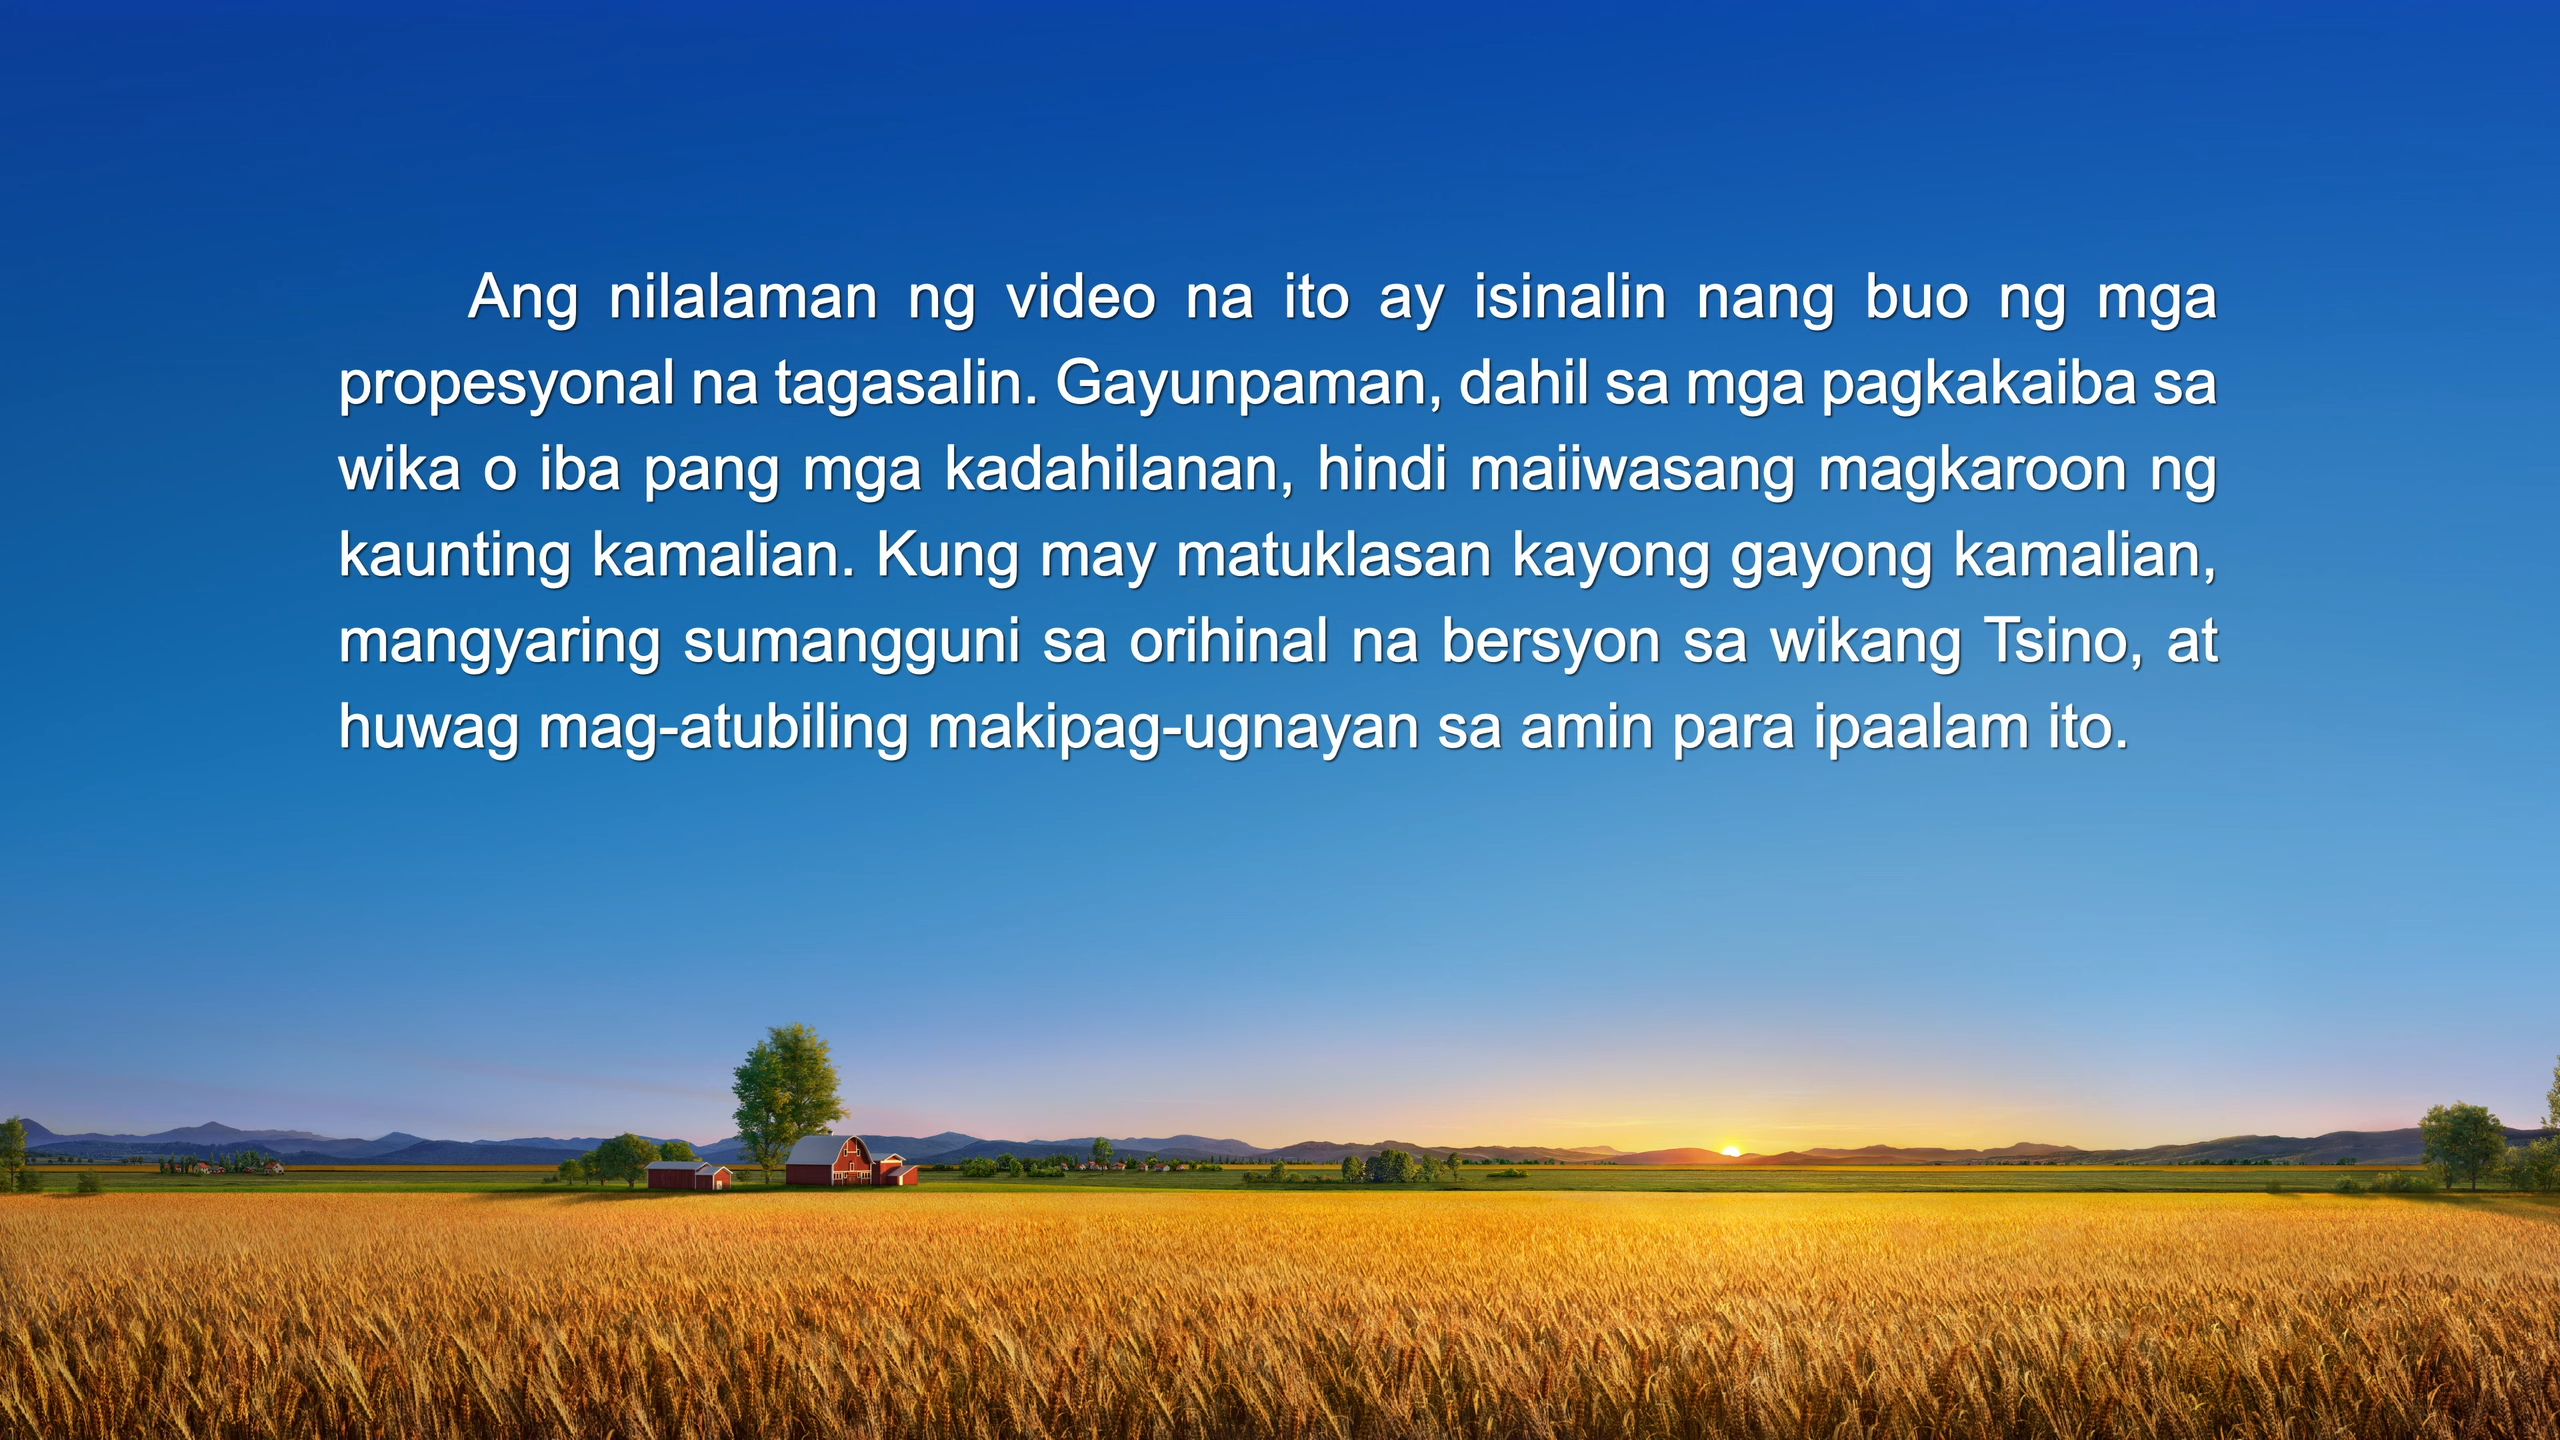 Ang nilalaman ng video na ito ay isinalin nang buo ng mga
propesyonal na tagasalin. Gayunpaman, dahil sa mga pagkakaiba sa
wika o iba pang mga kadahilanan, hindi maiiwasang magkaroon ng
kaunting kamalian. Kung may matuklasan kayong gayong kamalian,
mangyaring sumangguni sa orihinal na bersyon sa wikang Tsino, at
huwag mag-atubiling makipag-ugnayan sa amin para ipaalam ito.